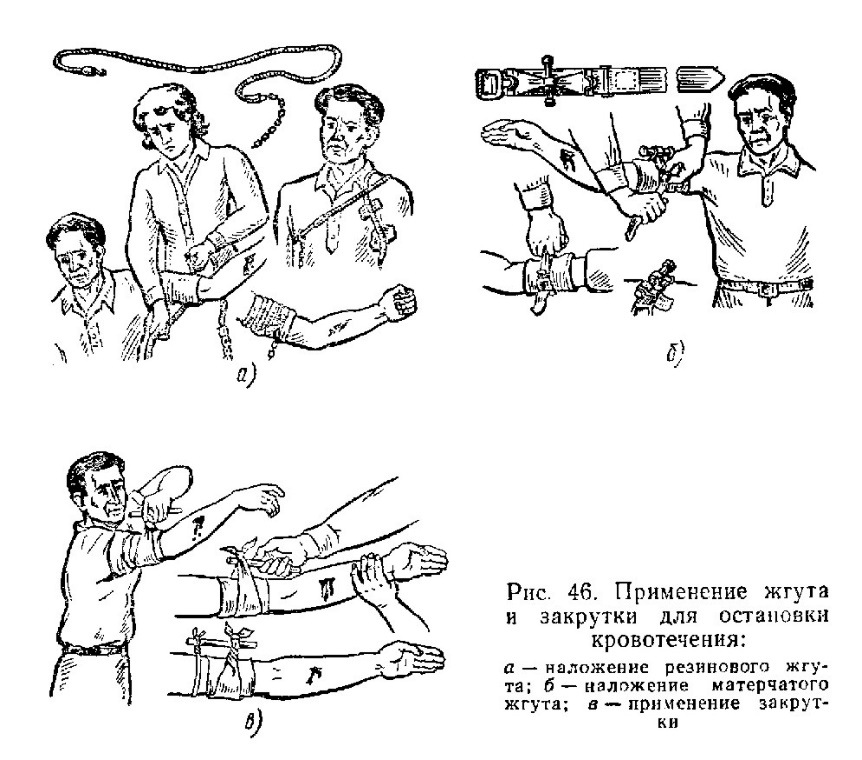 а)
б)
в)
Рис. 46. Применение жгута
и закрутки для остановки
кровотечения:
а — наложение резинового жгу-
та; б — наложение матерчатого
жгута; в — применение закрут-
ки